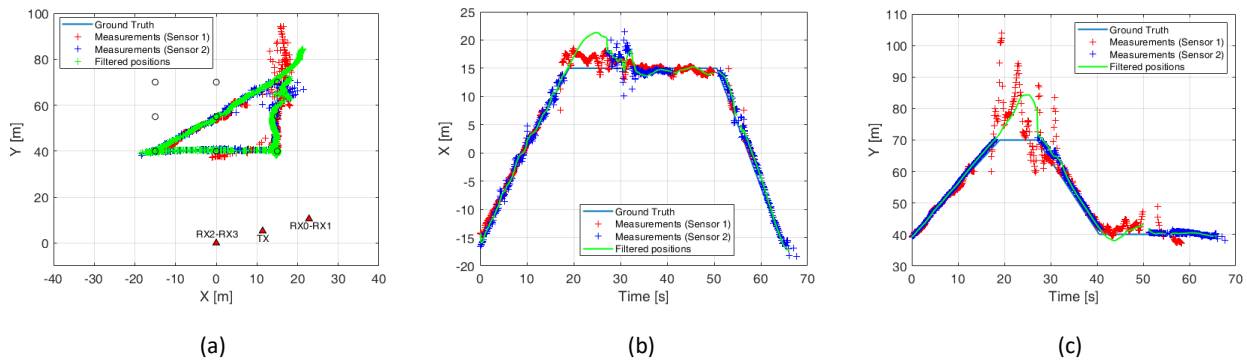 100
80
60
40
20
0
-40
-20
0
20
40
X [m]
Y [m]
Ground Truth
Measurements (Sensor 1)
Measurements (Sensor 2)
Filtered positions
RX2-RX3
TX
RX0-RX1
(a)
25
20
15
10
5
0
-5
-10
-15
-20
0
10
20
30
40
50
60
70
Time [s]
X [m]
Ground Truth
Measurements (Sensor 1)
Measurements (Sensor 2)
Filtered positions
(b)
110
100
90
80
70
60
50
40
30
0
10
20
30
40
50
60
70
Time [s]
Y [m]
Ground Truth
Measurements (Sensor 1)
Measurements (Sensor 2)
Filtered positions
(c)